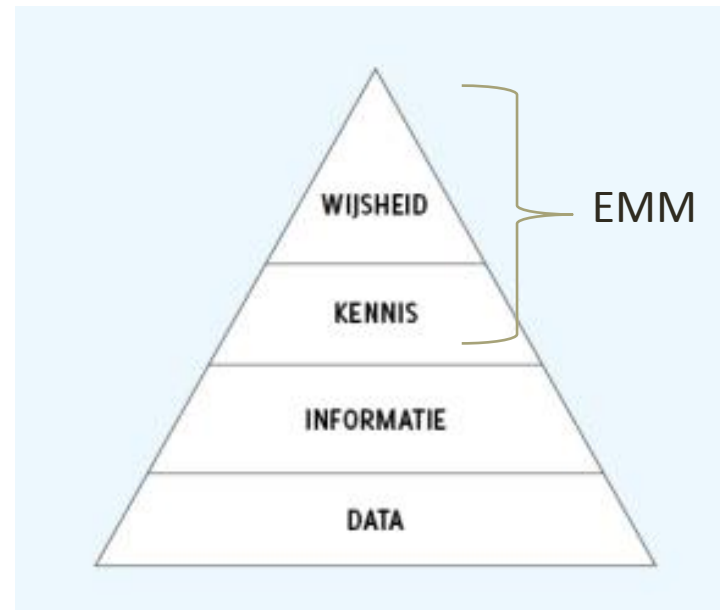 WIJSHEID
EMM
KENNIS
INFORMATIE
DATA